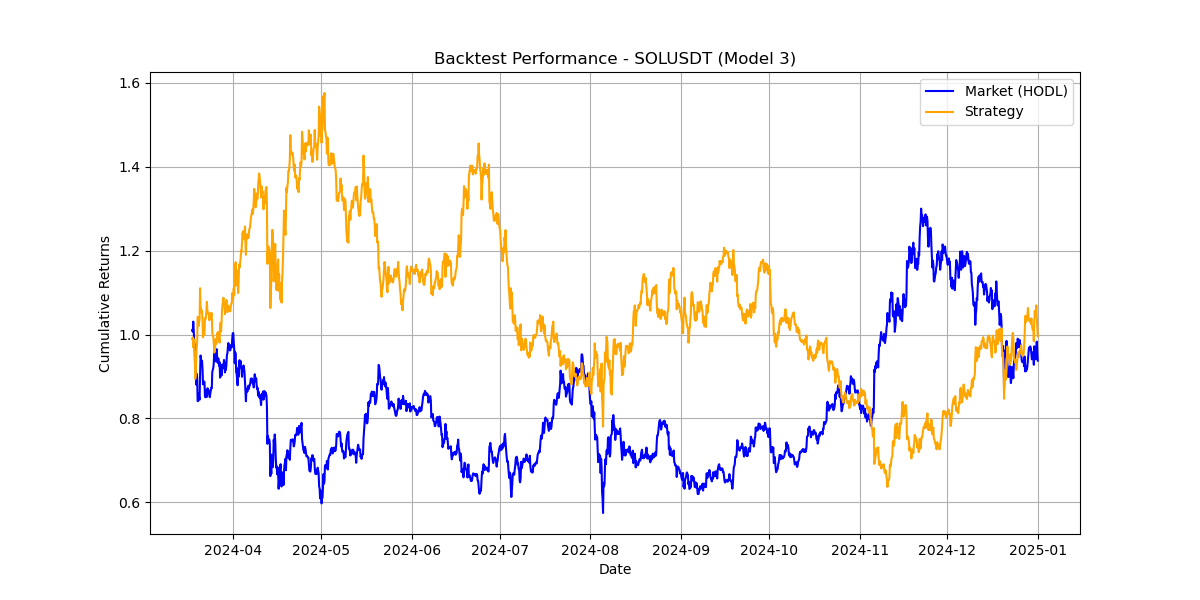 Backtest Performance - SOLUSDT (Model 3)
Market (HODL)
Strategy
Cumulative Returns
1.6
1.4
1.2
1.0
0.8
0.6
2024-04 2024-05 2024-06 2024-07 2024-08 2024-09 2024-10 2024-11 2024-12 2025-01
Date